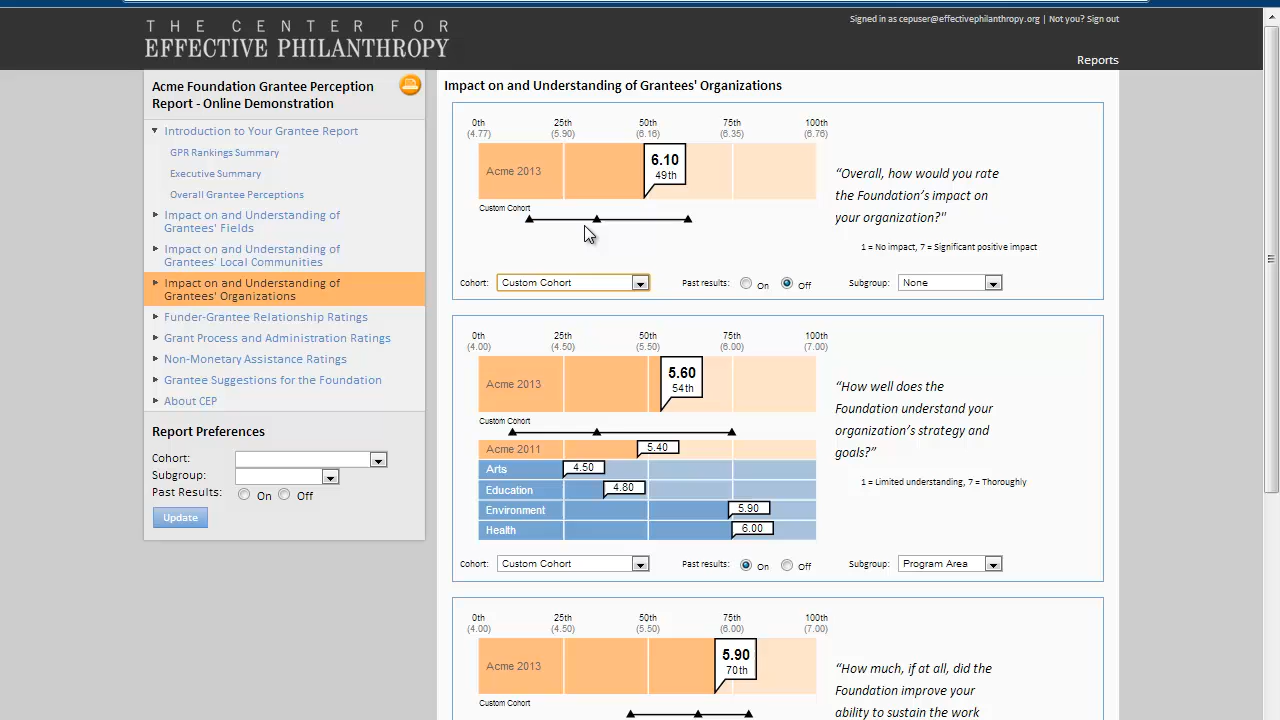 THE CENTER FOR
EFFECTIVE PHILANTHROPY
Signed in as cepuser@effectivephilanthropy.org | Not you? Sign out
Reports
Acme Foundation Grantee Perception
Report - Online Demonstration
Introduction to Your Grantee Report
GPR Rankings Summary
Executive Summary
Overall Grantee Perceptions
Impact on and Understanding of
Grantees' Fields
Impact on and Understanding of
Grantees' Local Communities
Impact on and Understanding of
Grantees' Organizations
Funder-Grantee Relationship Ratings
Grant Process and Administration Ratings
Non-Monetary Assistance Ratings
Grantee Suggestions for the Foundation
About CEP
Report Preferences
Cohort:
Subgroup:
Past Results: On Off
Update
Impact on and Understanding of Grantees' Organizations
0th 25th 50th 75th 100th
(4.77) (5.90) (6.16) (6.35) (6.76)
Acme 2013
6.10
49th
Custom Cohort
"Overall, how would you rate
the Foundation's impact on
your organization?"
1 = No impact, 7 = Significant positive impact
Cohort: Custom Cohort Past results: On Off Subgroup: None
0th 25th 50th 75th 100th
(4.00) (4.50) (5.50) (6.00) (7.00)
Acme 2013
5.60
54th
Custom Cohort
Acme 2011 5.40
Arts 4.50
Education 4.80
Environment 5.90
Health 6.00
"How well does the
Foundation understand your
organization's strategy and
goals?"
1 = Limited understanding, 7 = Thoroughly
Cohort: Custom Cohort Past results: On Off Subgroup: Program Area
0th 25th 50th 75th 100th
(4.00) (4.50) (5.50) (6.00) (7.00)
Acme 2013
5.90
70th
Custom Cohort
"How much, if at all, did the
Foundation improve your
ability to sustain the work